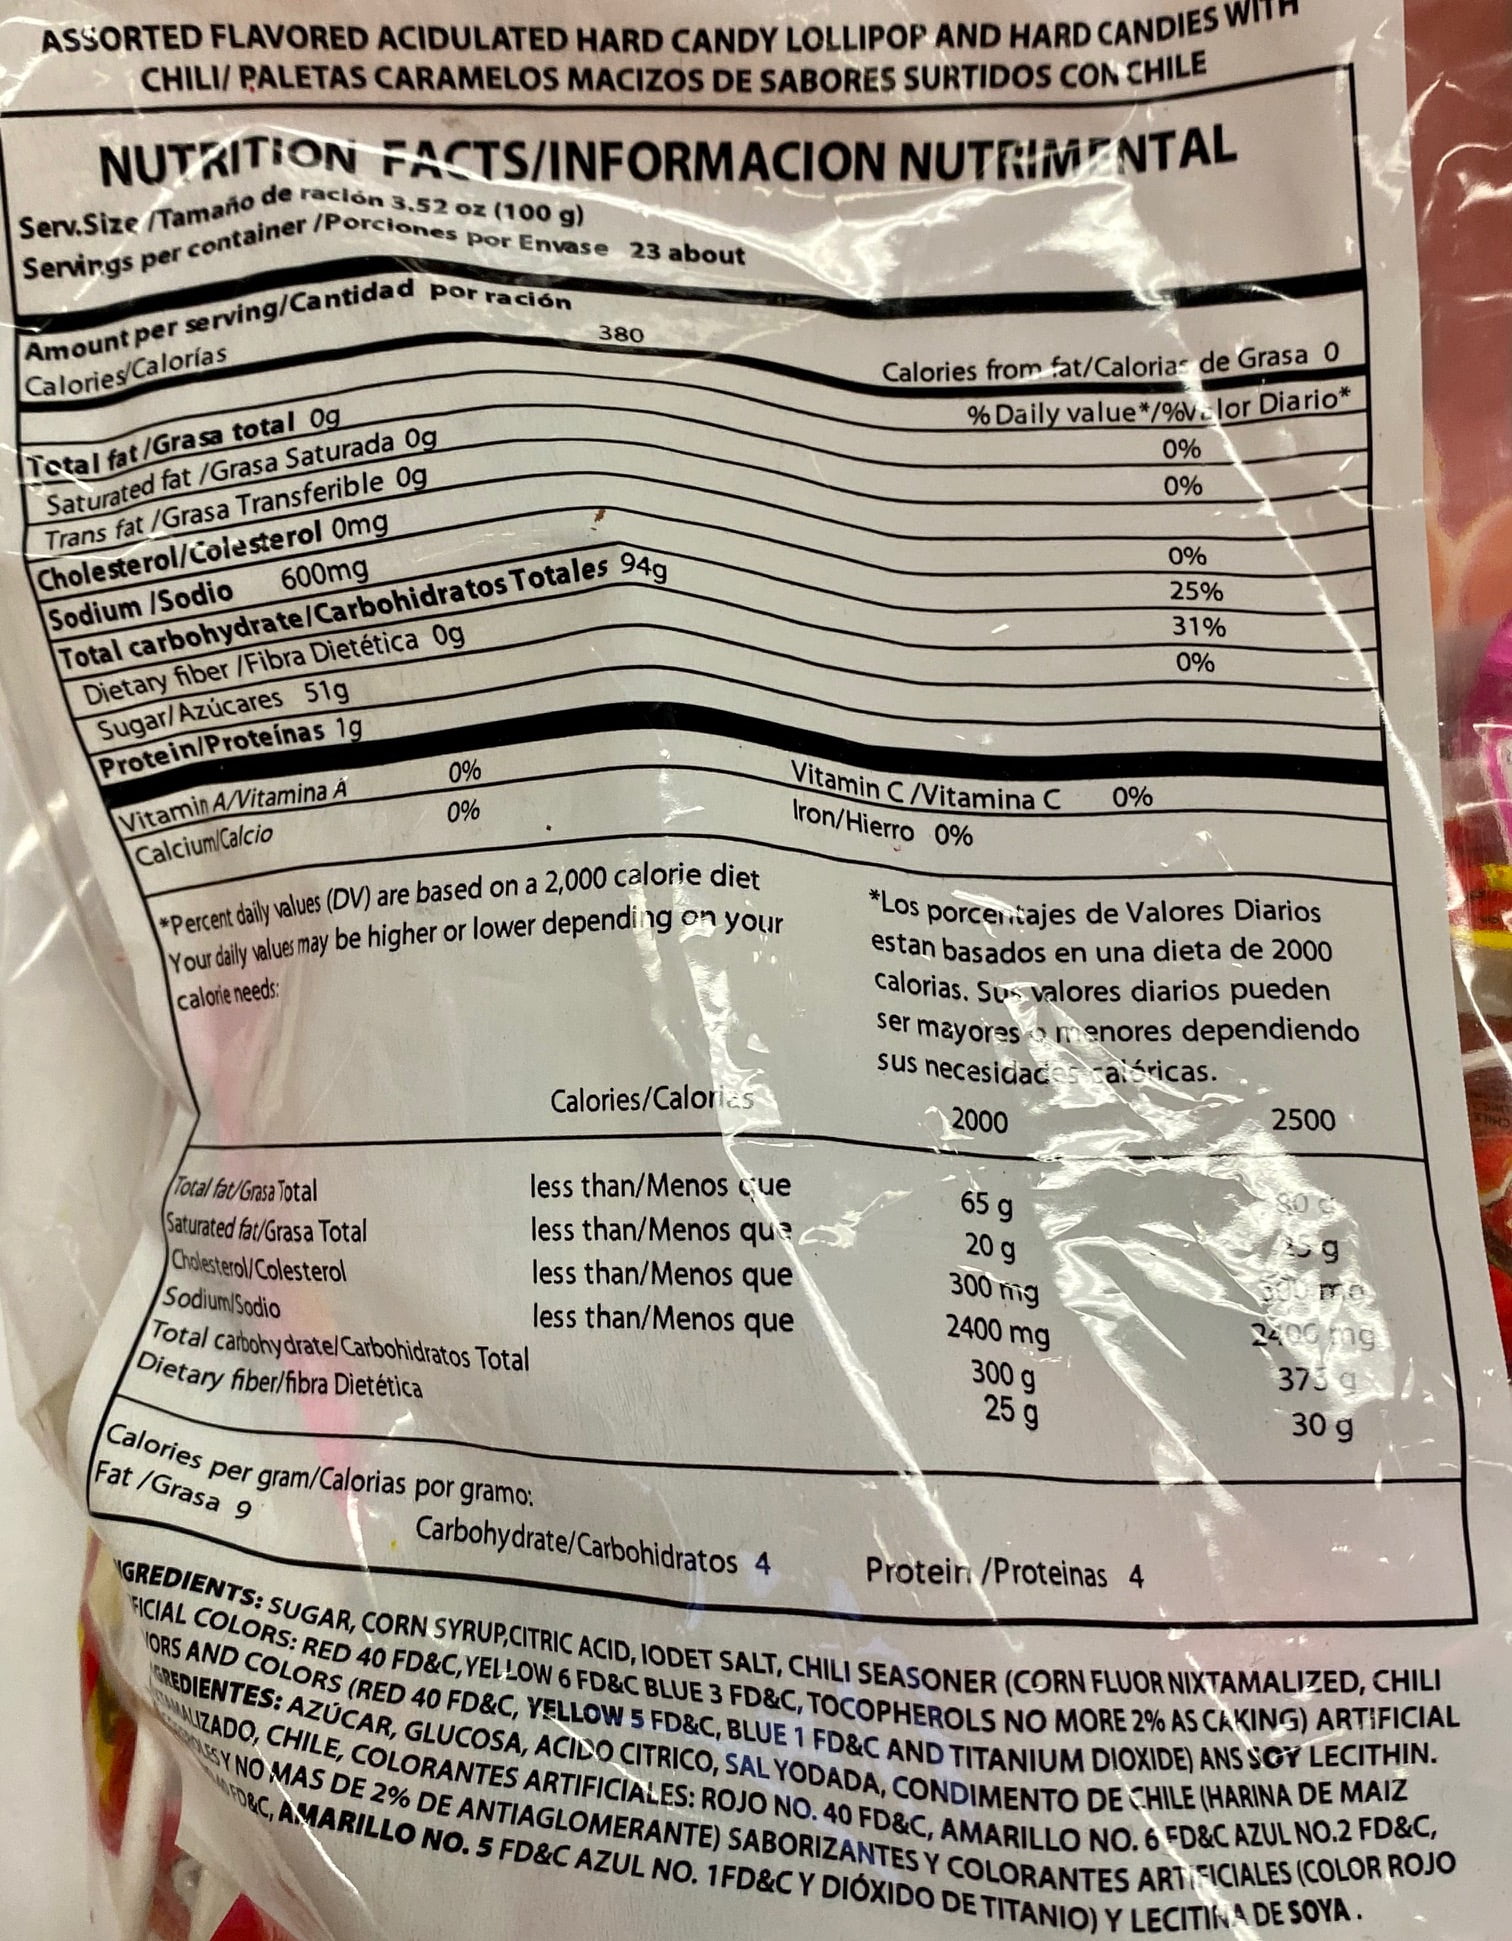 ASSORTED FLAVORED ACIDULATED HARD CANDY LOLLIPOP AND HARD CANDIES WITH
CHILI/ PALETAS CARAMELOS MACIZOS DE SABORES SURTIDOS CON CHILE
NUTRITION FACTS/INFORMACION NUTRIMENTAL
Serv.Size /Tamaño de ración 3.52 oz (100 g)
Servings per container /Porciones por Envase 23 about
Amount per serving/Cantidad por ración
Calories/Calorías 380 Calories from fat/Calorias de Grasa 0
% Daily value*/%Valor Diario*
Total fat /Grasa total 0g 0%
Saturated fat /Grasa Saturada 0g 0%
Trans fat /Grasa Transferible 0g
Cholesterol/Colesterol 0mg 0%
Sodium /Sodio 600mg 25%
Total carbohydrate/Carbohidratos Totales 94g 31%
Dietary fiber /Fibra Dietética 0g 0%
Sugar/Azúcares 51g
Protein/Proteínas 1g
Vitamin A/Vitamina A 0% Vitamin C /Vitamina C 0%
Calcium/Calcio 0% Iron/Hierro 0%
*Percent daily values (DV) are based on a 2,000 calorie diet
Your daily values may be higher or lower depending on your
calorie needs:
*Los porcentajes de Valores Diarios
estan basados en una dieta de 2000
calorias. Sus valores diarios pueden
ser mayores o menores dependiendo
sus necesidades calóricas.
Calories/Calorias 2000 2500
Total fat/Grasa Total less than/Menos que 65 g 80 g
Saturated fat/Grasa Total less than/Menos que 20 g 25 g
Cholesterol/Colesterol less than/Menos que 300 mg 300 mg
Sodium/Sodio less than/Menos que 2400 mg 2400 mg
Total carbohydrate/Carbohidratos Total 300 g 375 g
Dietary fiber/fibra Dietética 25 g 30 g
Calories per gram/Calorias por gramo:
Fat /Grasa 9 Carbohydrate/Carbohidratos 4 Protein /Proteinas 4
NGREDIENTS: SUGAR, CORN SYRUP,CITRIC ACID, IODET SALT, CHILI SEASONER (CORN FLUOR NIXTAMALIZED, CHILI
FICIAL COLORS: RED 40 FD&C, YELLOW 6 FD&C BLUE 3 FD&C, TOCOPHEROLS NO MORE 2% AS CAKING) ARTIFICIAL
VORS AND COLORS (RED 40 FD&C, YELLOW 5 FD&C, BLUE 1 FD&C AND TITANIUM DIOXIDE) ANS SOY LECITHIN.
GREDIENTES: AZÚCAR, GLUCOSA, ACIDO CITRICO, SAL YODADA, CONDIMENTO DE CHILE (HARINA DE MAIZ
TAMALIZADO, CHILE, COLORANTES ARTIFICIALES: ROJO NO. 40 FD&C, AMARILLO NO. 6 FD&C AZUL NO.2 FD&C,
Y NO MAS DE 2% DE ANTIAGLOMERANTE) SABORIZANTES Y COLORANTES ARTIFICIALES (COLOR ROJO
FD&C, AMARILLO NO. 5 FD&C AZUL NO. 1FD&C Y DIÓXIDO DE TITANIO) Y LECITINA DE SOYA.